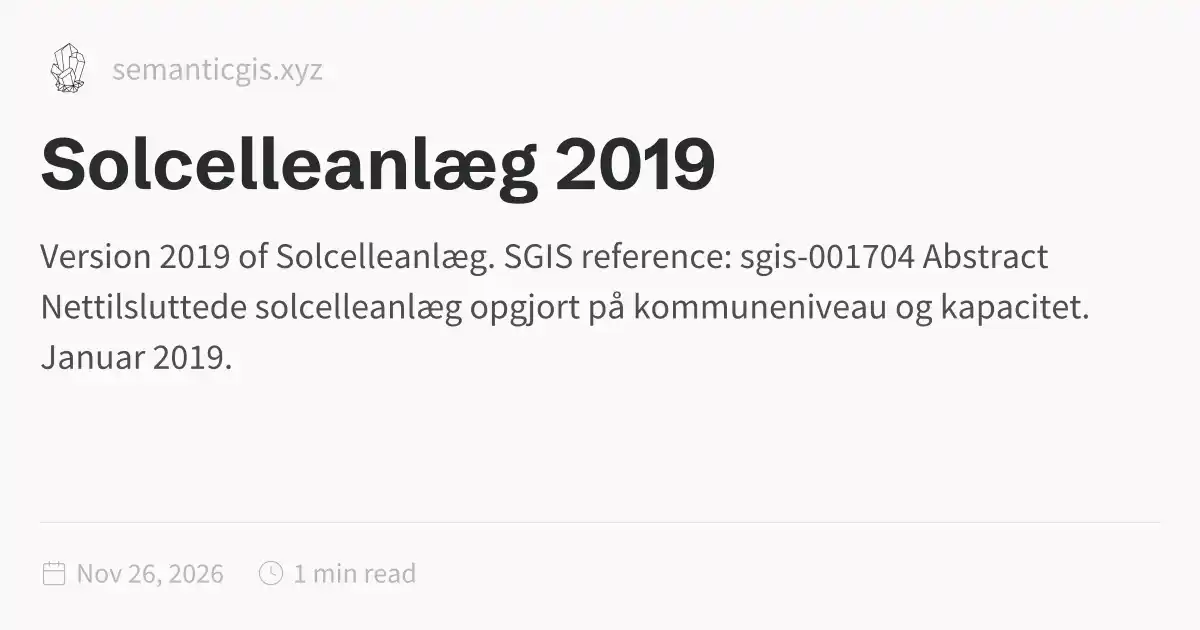 semanticgis.xyz
Solcelleanlæg 2019
Version 2019 of Solcelleanlæg. SGIS reference: sgis-001704 Abstract
Nettilsluttede solcelleanlæg opgjort på kommuneniveau og kapacitet.
Januar 2019.
Nov 26, 2026 1 min read